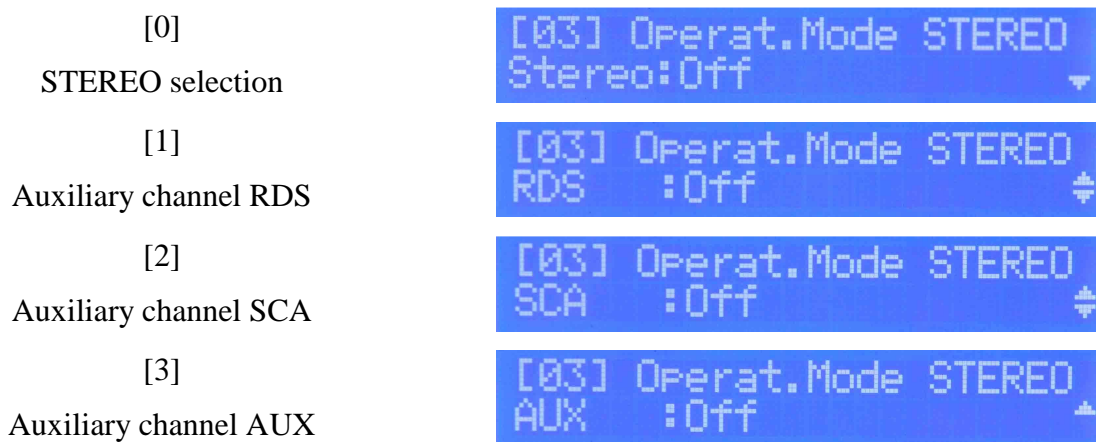 [0]
STEREO selection
[03] Operat.Mode STEREO
Stereo:Off
[1]
Auxiliary channel RDS
[03] Operat.Mode STEREO
RDS :Off
[2]
Auxiliary channel SCA
[03] Operat.Mode STEREO
SCA :Off
[3]
Auxiliary channel AUX
[03] Operat.Mode STEREO
AUX :Off